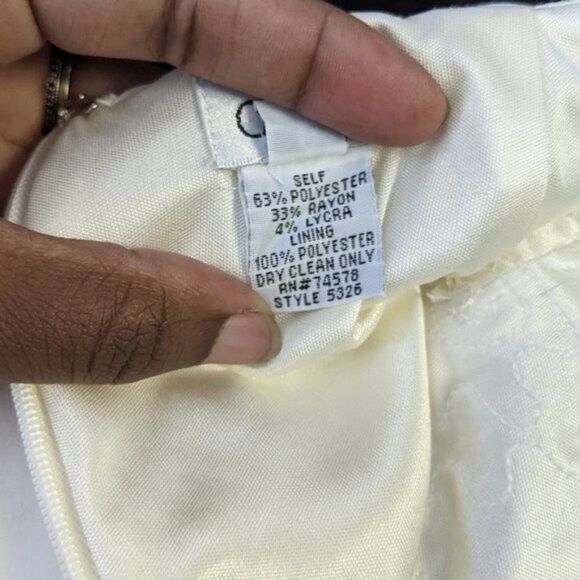 SELF
63% POLYESTER
33% RAYON
4% LYCRA
LINING
100% POLYESTER
DRY CLEAN ONLY
RN#74578
STYLE 5326